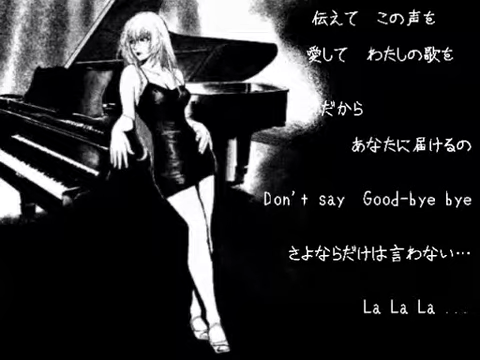 伝えて この声を
愛して わたしの歌を
だから
あなたに届けるの
Don't say Good-bye bye
さよならだけは言わない…
La La La ...